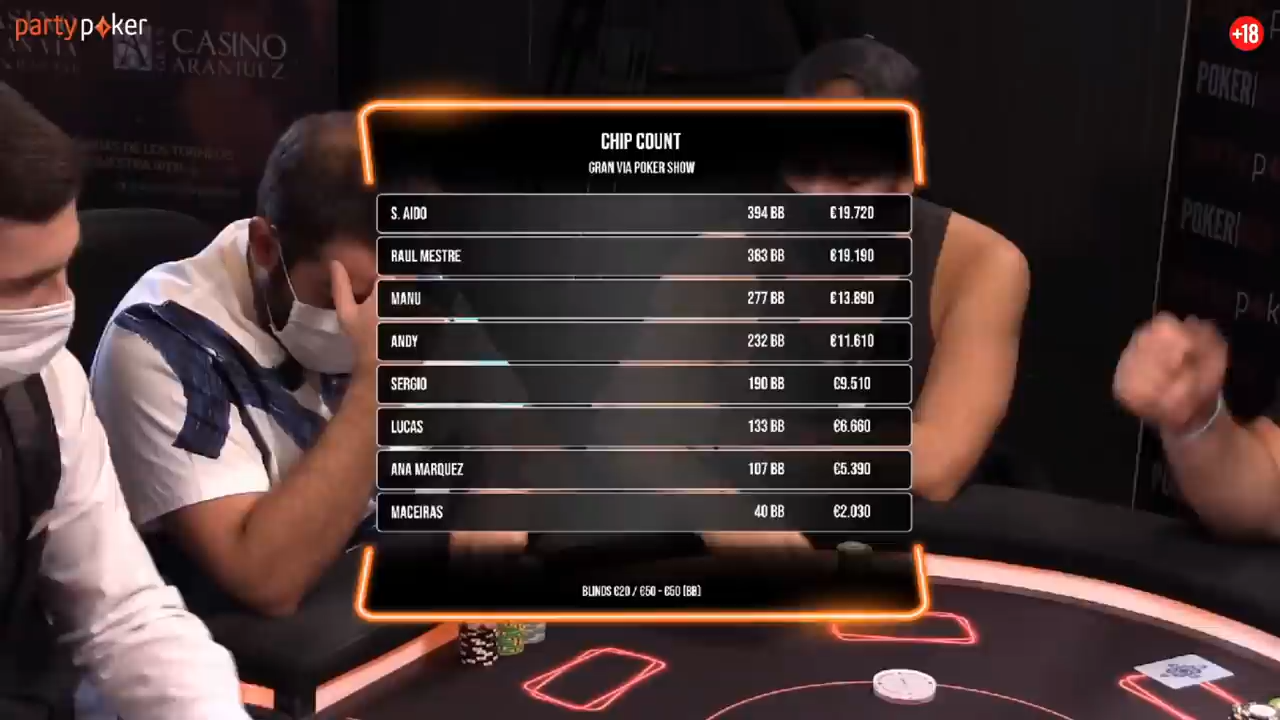 partypoker
+18
CASINO
ARANJUEZ
POKER
POKER
CHIP COUNT
GRAN VIA POKER SHOW
S. AIDO 394 BB €19.720
RAUL MESTRE 383 BB €19.190
MANU 277 BB €13.890
ANDY 232 BB €11.610
SERGIO 190 BB €9.510
LUCAS 133 BB €6.660
ANA MARQUEZ 107 BB €5.390
MACEIRAS 40 BB €2.030
BLINDS €20 / €50 - €50 (BB)